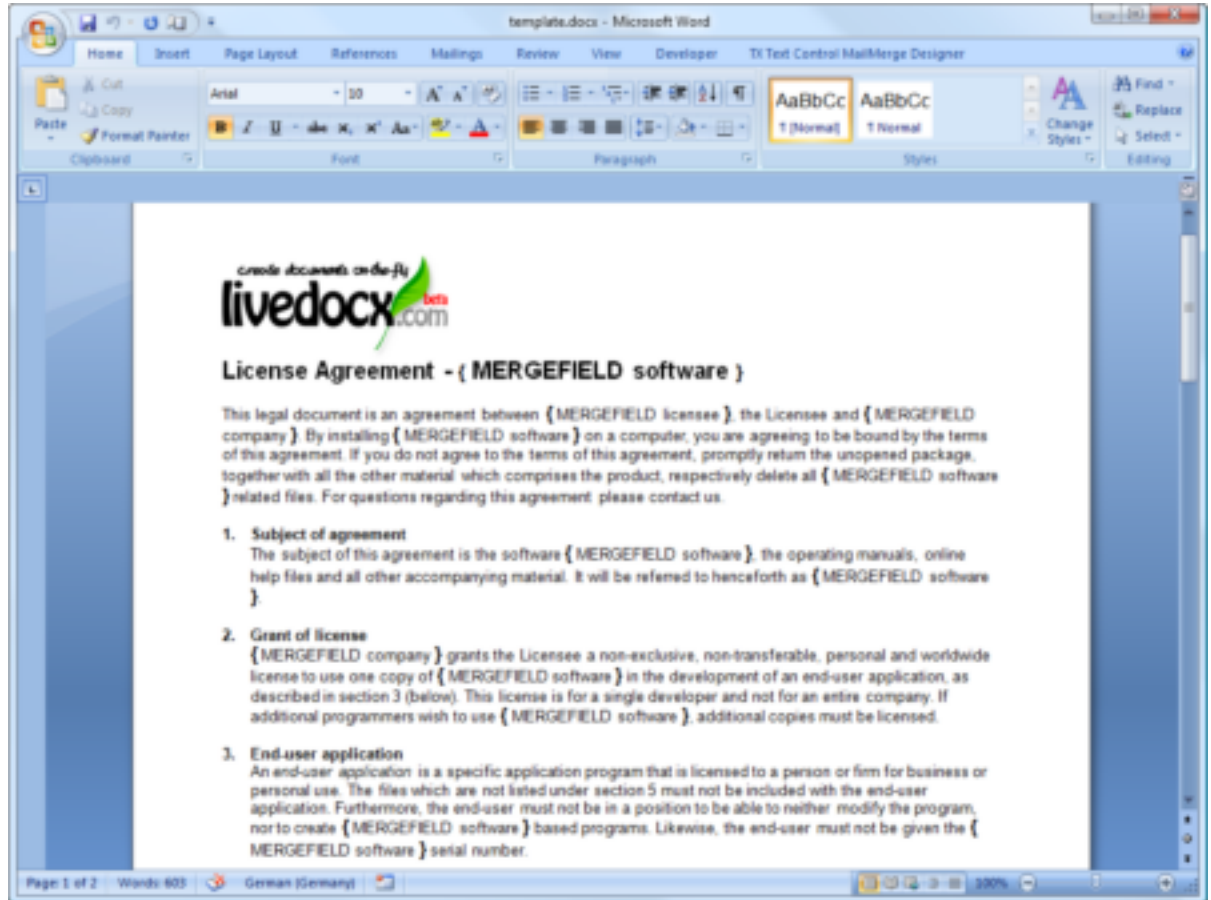 template.docx - Microsoft Word
Home Insert Page Layout References Mailings Review View Developer TX Text Control MailMerge Designer
Paste
Cut
Copy
Format Painter
Clipboard
Arial 10
Font
Paragraph
AaBbCc AaBbCc
¶ [Normal] ¶ Normal
Change
Styles
Styles
Find
Replace
Select
Editing
create documents on-the-fly
livedocx.com
beta
License Agreement - { MERGEFIELD software }
This legal document is an agreement between { MERGEFIELD licensee }, the Licensee and { MERGEFIELD
company }. By installing { MERGEFIELD software } on a computer, you are agreeing to be bound by the terms
of this agreement. If you do not agree to the terms of this agreement, promptly return the unopened package,
together with all the other material which comprises the product, respectively delete all { MERGEFIELD software
} related files. For questions regarding this agreement please contact us.
1. Subject of agreement
The subject of this agreement is the software { MERGEFIELD software }, the operating manuals, online
help files and all other accompanying material. It will be referred to henceforth as { MERGEFIELD software
}.
2. Grant of license
{ MERGEFIELD company } grants the Licensee a non-exclusive, non-transferable, personal and worldwide
license to use one copy of { MERGEFIELD software } in the development of an end-user application, as
described in section 3 (below). This license is for a single developer and not for an entire company. If
additional programmers wish to use { MERGEFIELD software }, additional copies must be licensed.
3. End-user application
An end-user application is a specific application program that is licensed to a person or firm for business or
personal use. The files which are not listed under section 5 must not be included with the end-user
application. Furthermore, the end-user must not be in a position to be able to neither modify the program,
nor to create { MERGEFIELD software } based programs. Likewise, the end-user must not be given the {
MERGEFIELD software } serial number.
Page: 1 of 2 Words: 603 German (Germany) 100%